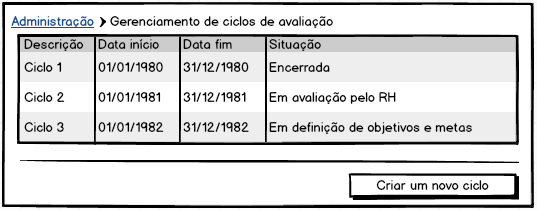 Administração > Gerenciamento de ciclos de avaliação
Descrição Data início Data fim Situação
Ciclo 1 01/01/1980 31/12/1980 Encerrada
Ciclo 2 01/01/1981 31/12/1981 Em avaliação pelo RH
Ciclo 3 01/01/1982 31/12/1982 Em definição de objetivos e metas
Criar um novo ciclo